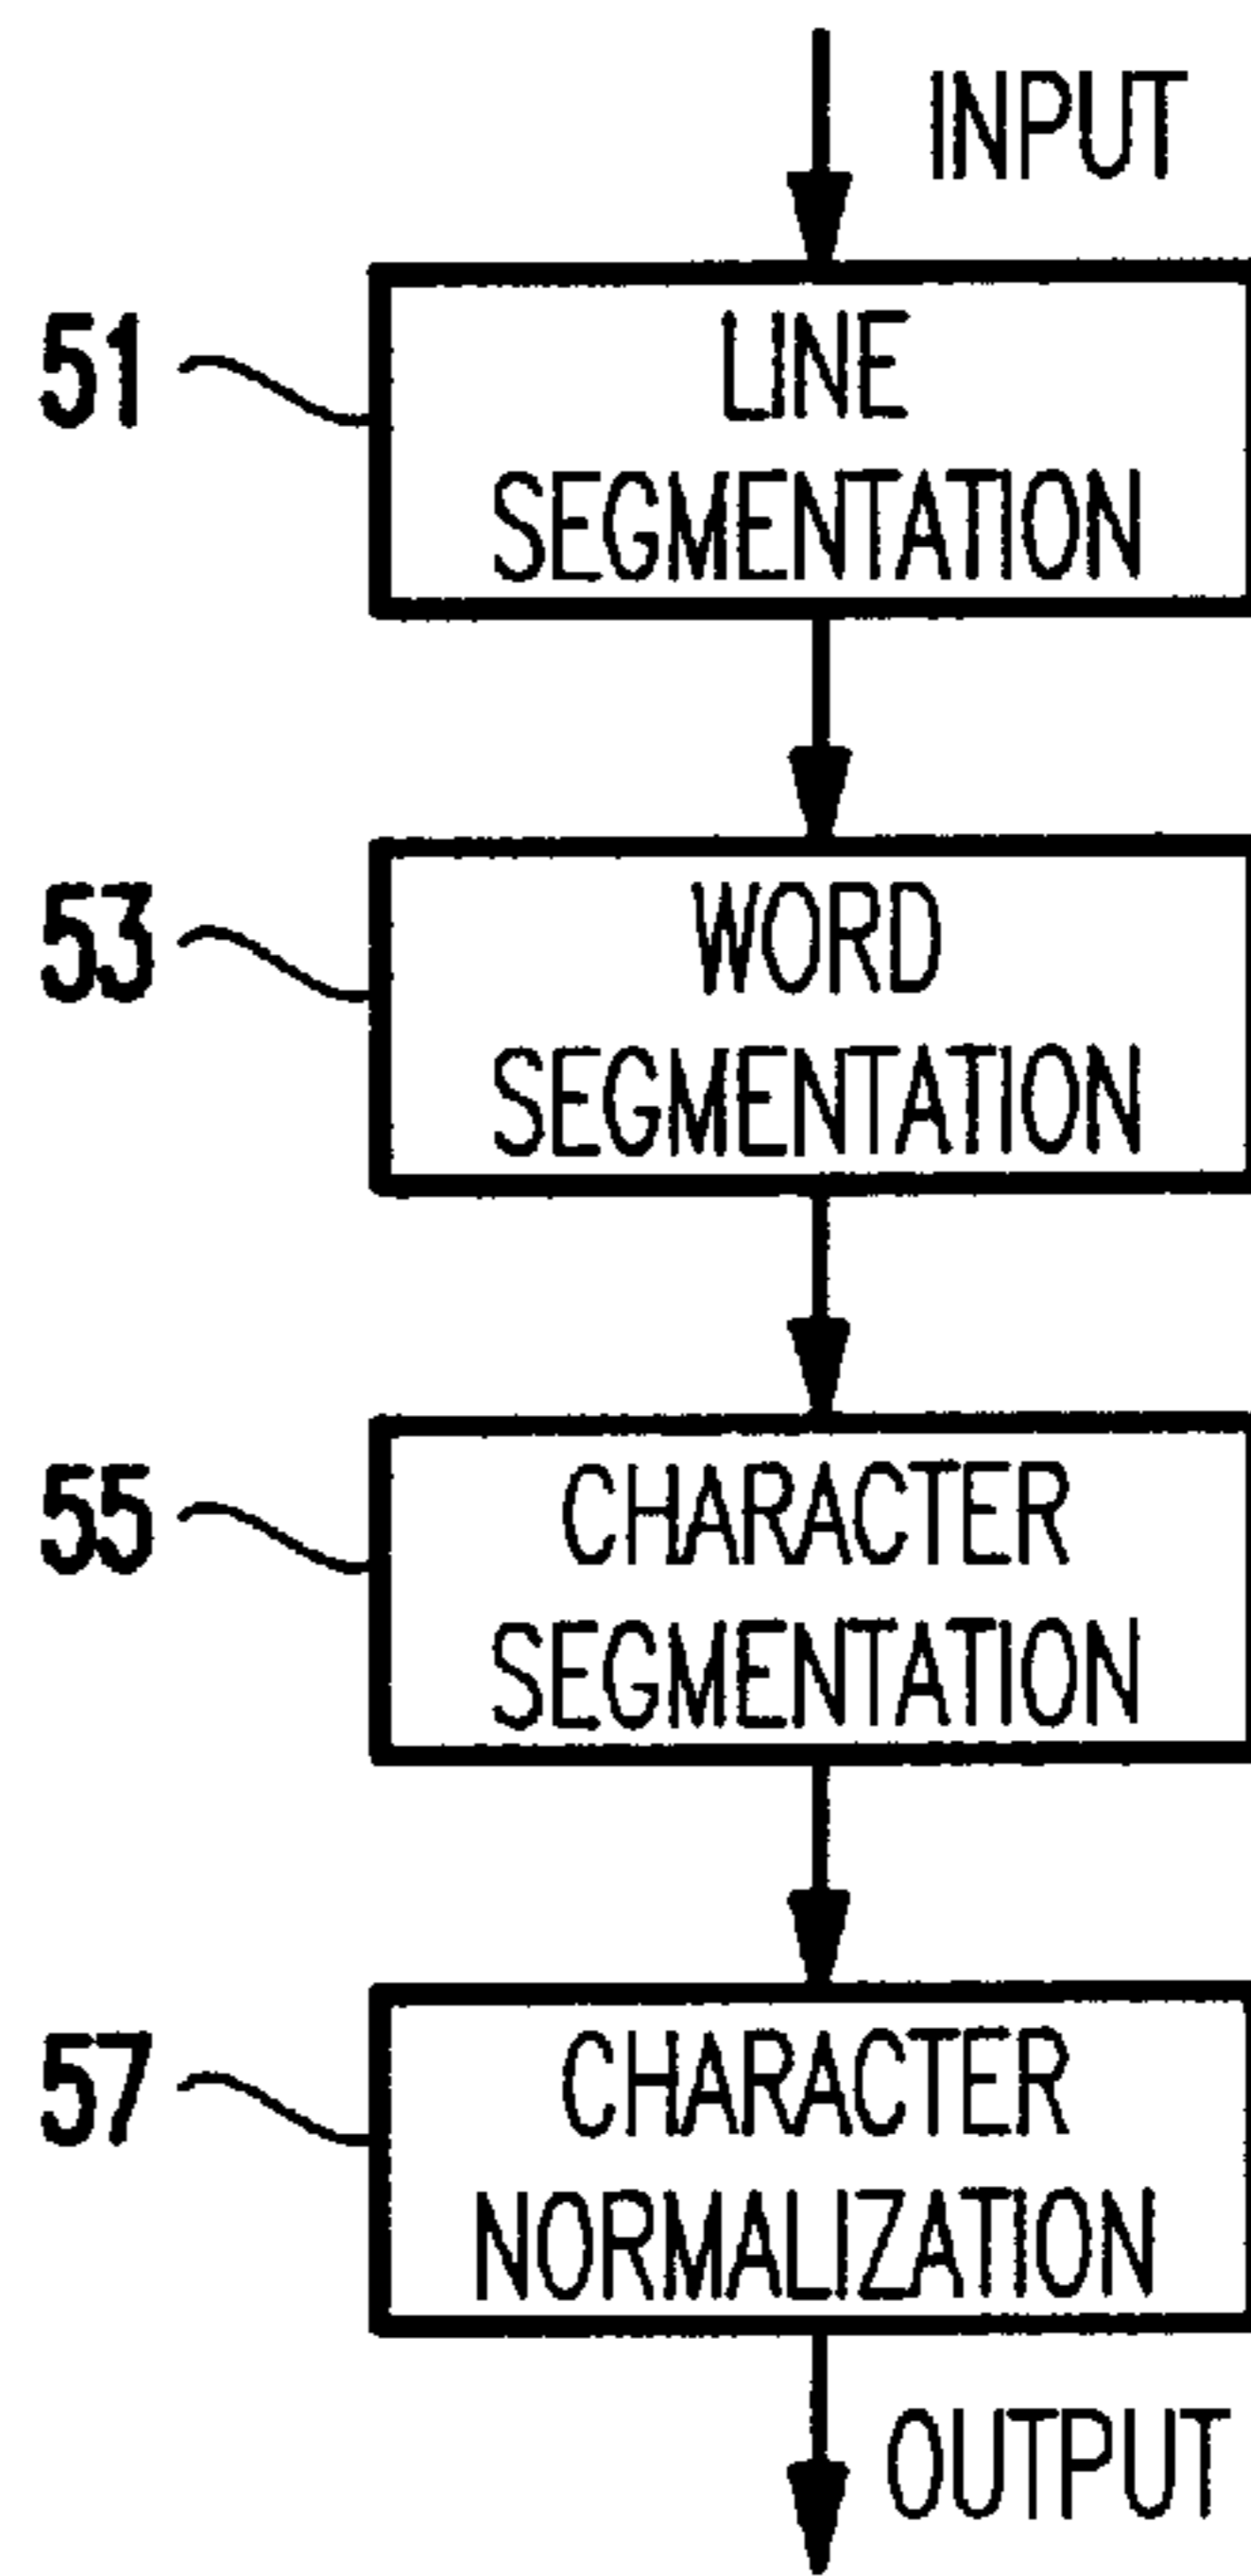 INPUT
51
LINE
SEGMENTATION
53
WORD
SEGMENTATION
55
CHARACTER
SEGMENTATION
57
CHARACTER
NORMALIZATION
OUTPUT